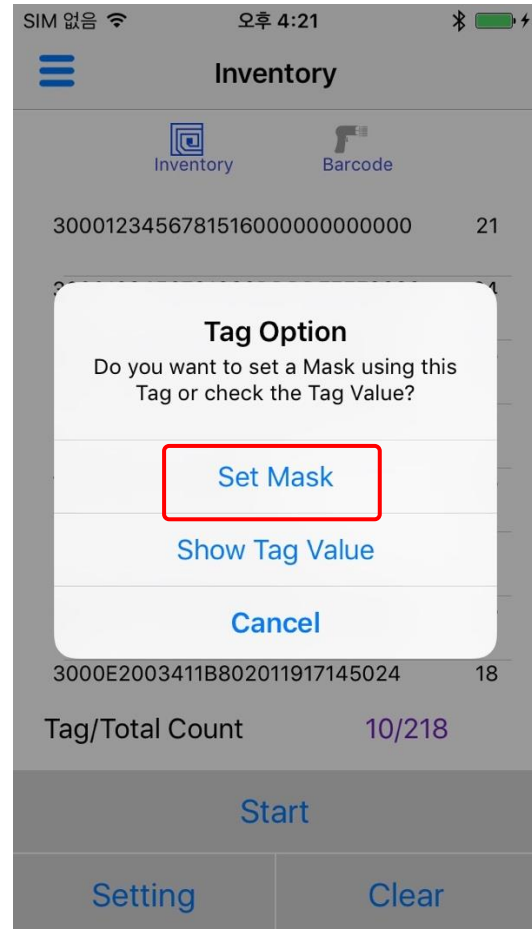 SIM 없음 오후 4:21
Inventory
Inventory Barcode
30001234567815160000000000000 21
Tag Option
Do you want to set a Mask using this
Tag or check the Tag Value?
Set Mask
Show Tag Value
Cancel
3000E2003411B802011917145024 18
Tag/Total Count 10/218
Start
Setting Clear